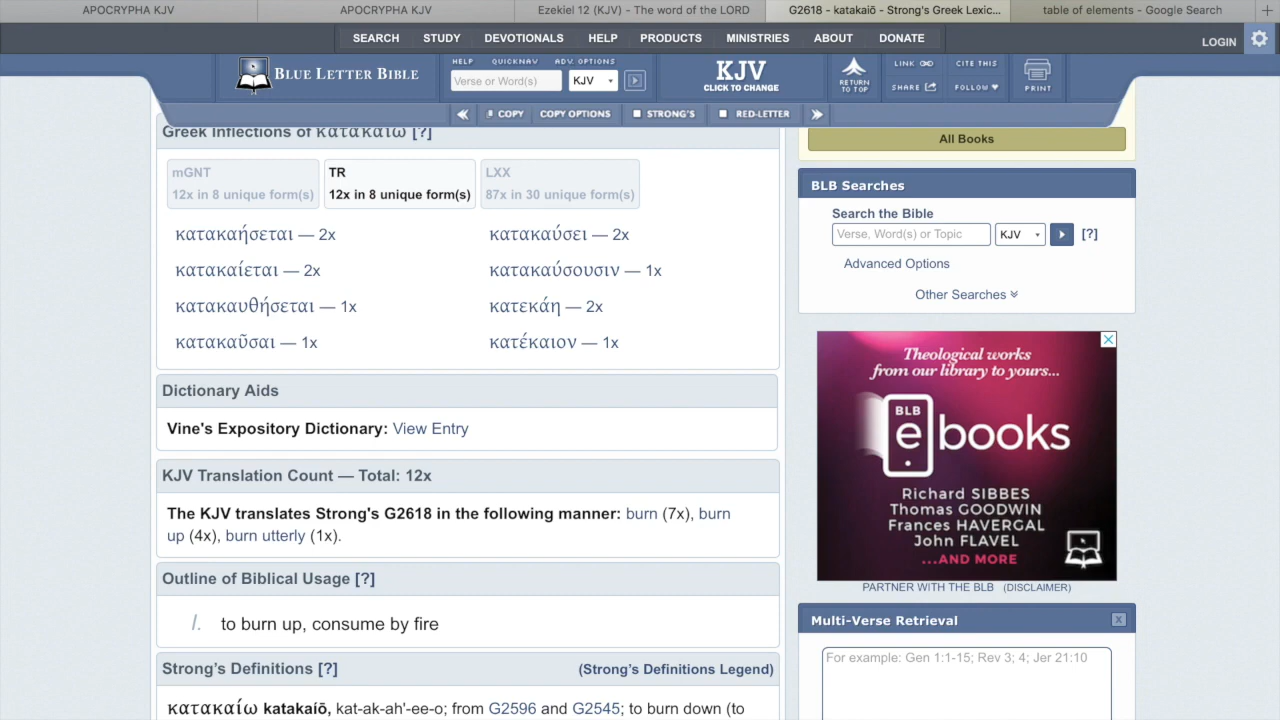 APOCRYPHA KJV
APOCRYPHA KJV
Ezekiel 12 (KJV) - The word of the LORD
G2618 - katakaiō - Strong's Greek Lexic...
table of elements - Google Search
SEARCH STUDY DEVOTIONALS HELP PRODUCTS MINISTRIES ABOUT DONATE
LOGIN
BLUE LETTER BIBLE
HELP QUICKNAV ADV. OPTIONS
Verse or Word(s) KJV
KJV
CLICK TO CHANGE
RETURN
TO TOP
LINK CITE THIS
SHARE FOLLOW
PRINT
COPY COPY OPTIONS STRONG'S RED-LETTER
Greek Inflections of κατακαίω [?]
mGNT
12x in 8 unique form(s)
TR
12x in 8 unique form(s)
LXX
87x in 30 unique form(s)
κατακαήσεται — 2x
κατακαύσει — 2x
κατακαίεται — 2x
κατακαύσουσιν — 1x
κατακαυθήσεται — 1x
κατεκάη — 2x
κατακαῦσαι — 1x
κατέκαιον — 1x
Dictionary Aids
Vine's Expository Dictionary: View Entry
KJV Translation Count — Total: 12x
The KJV translates Strong's G2618 in the following manner: burn (7x), burn
up (4x), burn utterly (1x).
Outline of Biblical Usage [?]
I. to burn up, consume by fire
Strong's Definitions [?] (Strong's Definitions Legend)
κατακαίω katakaiō, kat-ak-ah'-ee-o; from G2596 and G2545; to burn down (to
All Books
BLB Searches
Search the Bible
Verse, Word(s) or Topic KJV [?]
Advanced Options
Other Searches
Theological works
from our library to yours...
BLB
e books
Richard SIBBES
Thomas GOODWIN
Frances HAVERGAL
John FLAVEL
...AND MORE
PARTNER WITH THE BLB (DISCLAIMER)
Multi-Verse Retrieval x
For example: Gen 1:1-15; Rev 3; 4; Jer 21:10